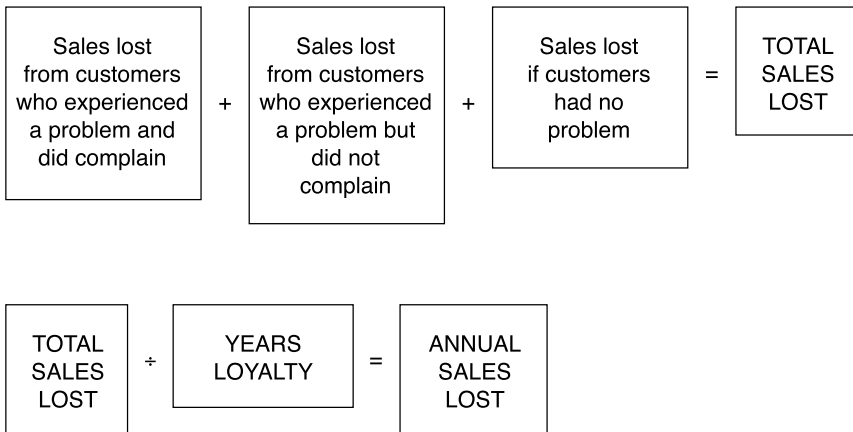 Sales lost
from customers
who experienced
a problem and
did complain
+
Sales lost
from customers
who experienced
a problem but
did not
complain
+
Sales lost
if customers
had no
problem
=
TOTAL
SALES
LOST
TOTAL
SALES
LOST
÷
YEARS
LOYALTY
=
ANNUAL
SALES
LOST